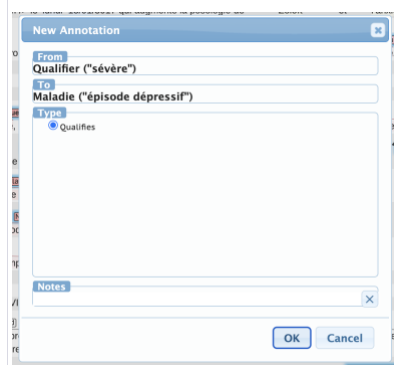 New Annotation
From
Qualifier ("sévère")
To
Maladie ("épisode dépressif")
Type
Qualifies
Notes
OK
Cancel